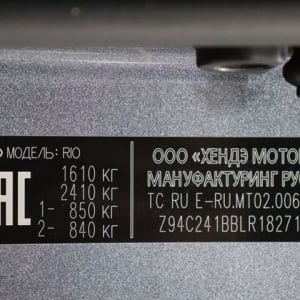 МОДЕЛЬ: RIO
1610 КГ
2410 КГ
1- 850 КГ
2- 840 КГ
ООО «ХЕНДЭ МОТОР
МАНУФАКТУРИНГ РУС
ТС RU E-RU.MT02.006
Z94C241BBLR18271